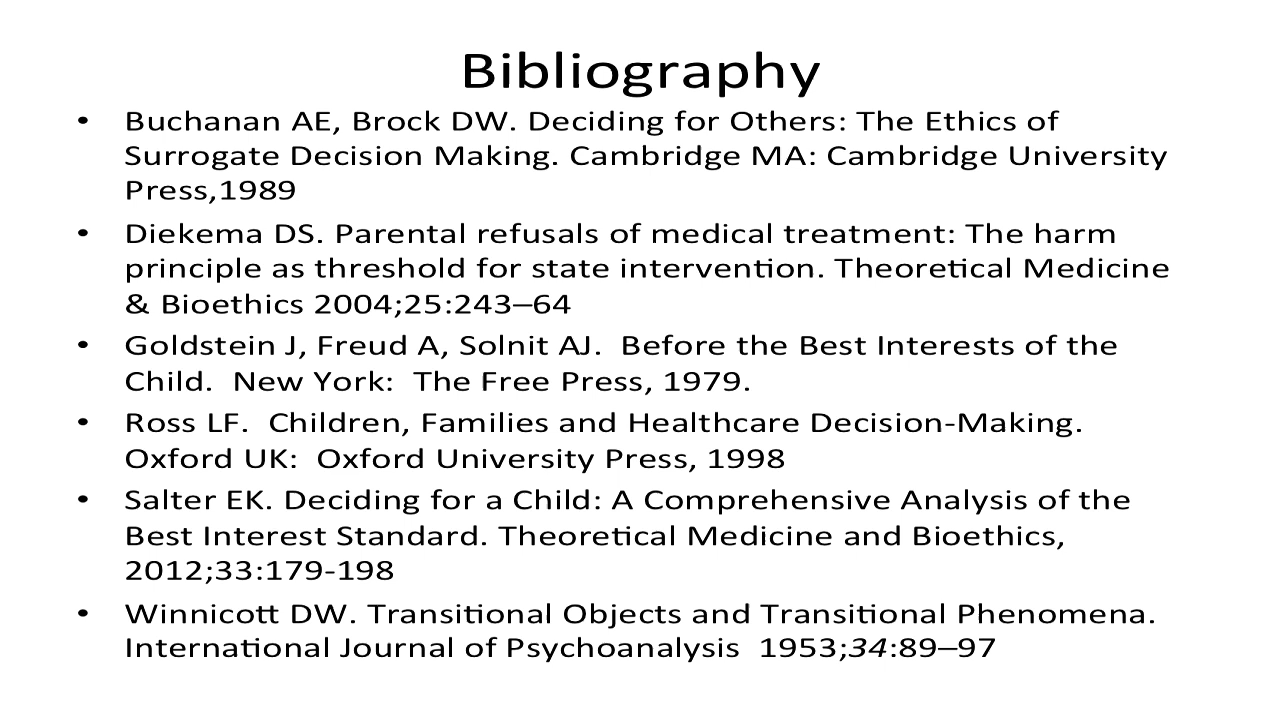 Bibliography
• Buchanan AE, Brock DW. Deciding for Others: The Ethics of
Surrogate Decision Making. Cambridge MA: Cambridge University
Press,1989
• Diekema DS. Parental refusals of medical treatment: The harm
principle as threshold for state intervention. Theoretical Medicine
& Bioethics 2004;25:243–64
• Goldstein J, Freud A, Solnit AJ.  Before the Best Interests of the
Child.  New York:  The Free Press, 1979.
• Ross LF.  Children, Families and Healthcare Decision-Making.
Oxford UK:  Oxford University Press, 1998
• Salter EK. Deciding for a Child: A Comprehensive Analysis of the
Best Interest Standard. Theoretical Medicine and Bioethics,
2012;33:179-198
• Winnicott DW. Transitional Objects and Transitional Phenomena.
International Journal of Psychoanalysis  1953;34:89–97